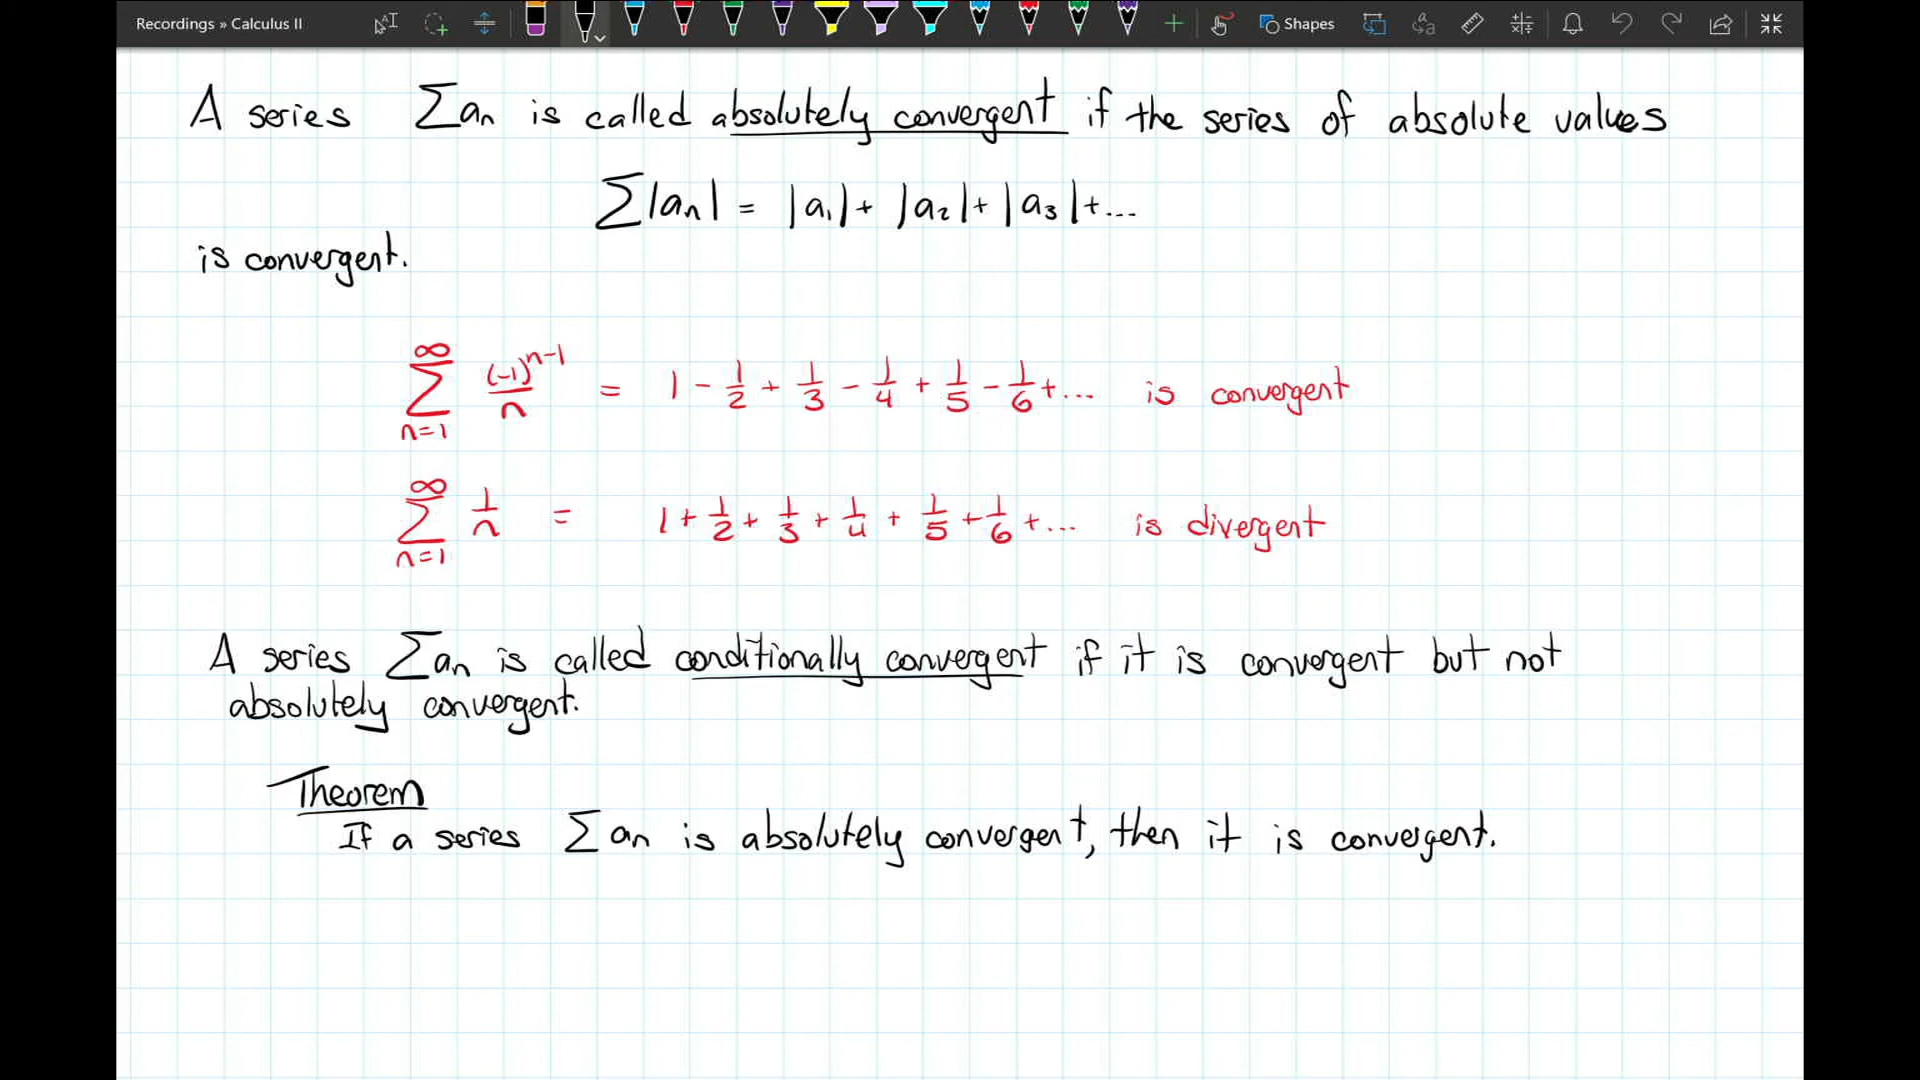 Recordings » Calculus II
Shapes
A series Σan is called absolutely convergent if the series of absolute values
Σ|an| = |a1| + |a2| + |a3| + ...
is convergent.
∞ Σ n=1 (-1)^n-1 / n = 1 - 1/2 + 1/3 - 1/4 + 1/5 - 1/6 + ... is convergent
∞ Σ n=1 1/n = 1 + 1/2 + 1/3 + 1/4 + 1/5 + 1/6 + ... is divergent
A series Σan is called conditionally convergent if it is convergent but not
absolutely convergent.
Theorem
If a series Σ an is absolutely convergent, then it is convergent.